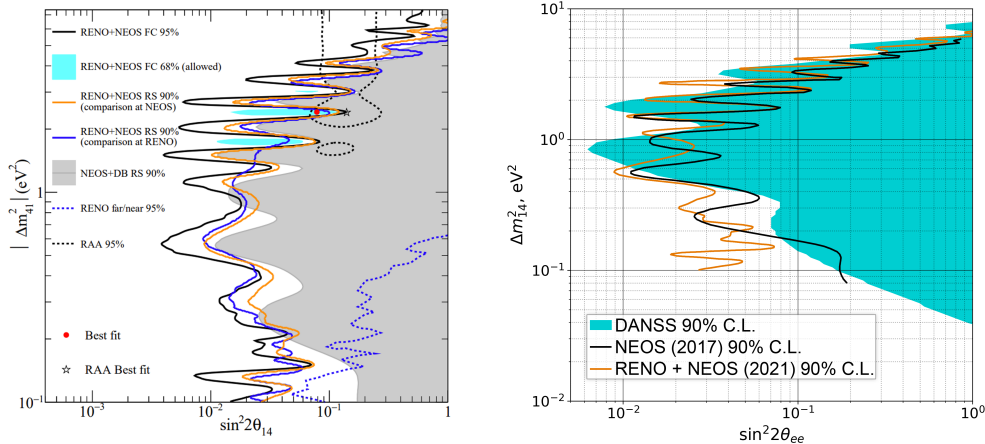 RENO+NEOS FC 95%
RENO+NEOS FC 68% (allowed)
RENO+NEOS RS 90%
(comparison at NEOS)
RENO+NEOS RS 90%
(comparison at RENO)
NEOS+DB RS 90%
RENO far/near 95%
RAA 95%
Best fit
RAA Best fit
| Δm²₄₁ | (eV²)
1
10⁻¹
10⁻³
10⁻²
10⁻¹
1
sin²2θ₁₄
10¹
10⁰
10⁻¹
10⁻²
Δm²₁₄, eV²
DANSS 90% C.L.
NEOS (2017) 90% C.L.
RENO + NEOS (2021) 90% C.L.
10⁻²
10⁻¹
10⁰
sin²2θₑₑ